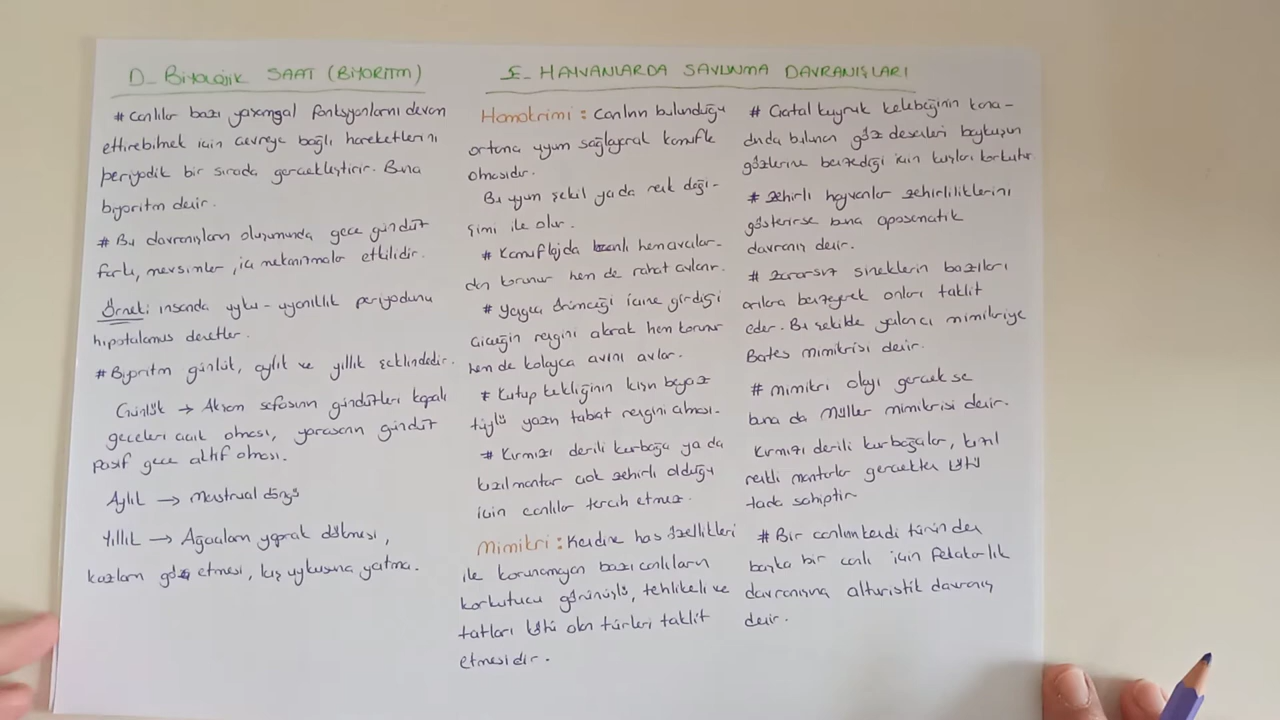 D- Biyolojik SAAT (BİYORİTM)
# Canlılar bazı yaşamsal fonksiyonlarını devam
ettirebilmek için çevreye bağlı hareketlerini
periyodik bir sırada gerçekleştirir. Buna
biyoritm denir.
# Bu davranışların oluşumunda gece gündüz
farkı, mevsimler, iç mekanizmalar etkilidir.
Örnek: insanda uyku-uyanıklık periyodunu
hipotalamus denetler.
# Biyoritm günlük, aylık ve yıllık şeklindedir.
Günlük → Akşam sefasının gündüzleri kapalı
geceleri açık olması, yarasanın gündüz
pasif gece aktif olması.
Aylık → Menstrual döngü
Yıllık → Ağaçların yaprak dökmesi,
kazların göç etmesi, kış uykusuna yatma.
E- HAYVANLARDA SAVUNMA DAVRANIŞLARI
Homokromi: Canlının bulunduğu
ortama uyum sağlayarak kamufle
olmasıdır.
Bu uyum şekil ya da renk deği-
şimi ile olur.
# Kamuflajda canlı hem avcılar-
dan korunur hem de rahat avlanır.
# Yengeç örümceği içine girdiği
çiçeğin rengini alarak hem korunur
hem de kolayca avını avlar.
# Kutup kekliğinin kışın beyaz
tüylü yazın tabat rengini alması.
# Kırmızı derili kurbağa ya da
kızıl mantar çok zehirli olduğu
için canlılar tercih etmez.
Mimikri: Kendine has özellikleri
ile korunamayan bazı canlıların
korkutucu görünüşlü, tehlikeli ve
tatları kötü olan türleri taklit
etmesidir.
# Çatal kuyruk kelebeğinin kana-
dında bulunan göz desenleri baykuşun
gözlerine benzediği için kuşları korkutur.
# Zehirli hayvanlar zehirliliklerini
gösterirse buna aposematik
davranış denir.
# Zararsız sineklerin bazıları
arılara benzeyerek onları taklit
eder. Bu şekilde yalancı mimikriye
Bates mimikrisi denir.
# mimikri olayı gerçekse
buna da Müller mimikrisi denir.
Kırmızı derili kurbağalar, kızıl
renkli mantarlar gerçekten kötü
tada sahiptir
# Bir canlının kendi türünden
başka bir canlı için fedakarlık
davranışına alturistik davranış
denir.